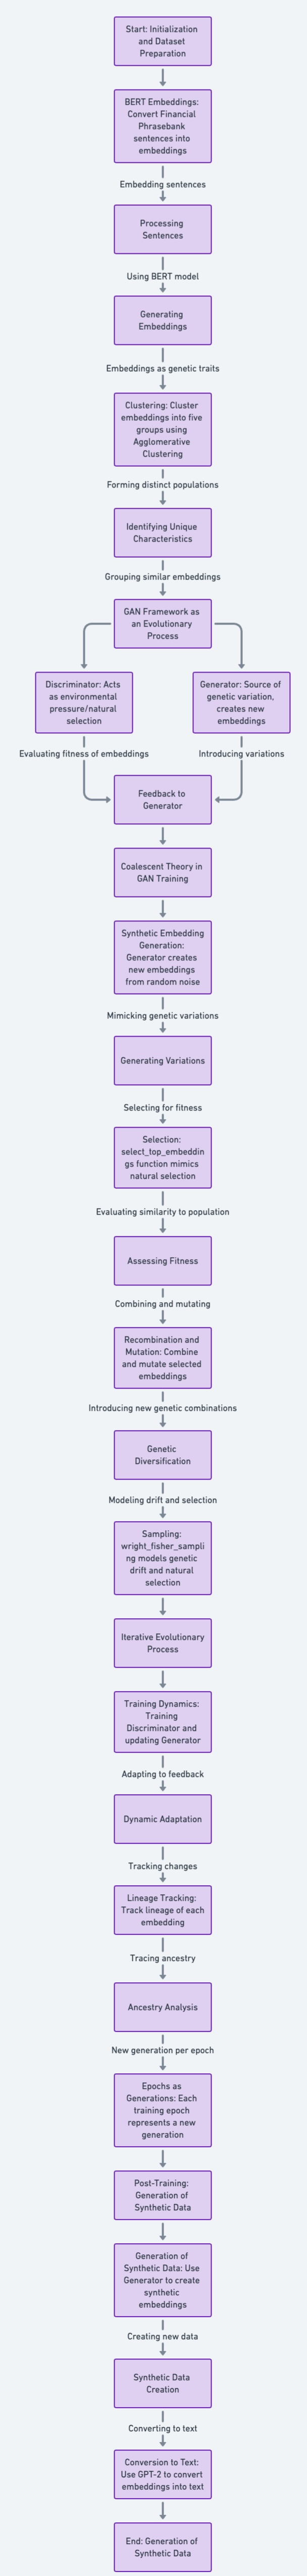 Start: Initialization
and Dataset
Preparation
BERT Embeddings:
Convert Financial
Phrasebank
sentences into
embeddings
Embedding sentences
Processing
Sentences
Using BERT model
Generating
Embeddings
Embeddings as genetic traits
Clustering: Cluster
embeddings into five
groups using
Agglomerative
Clustering
Forming distinct populations
Identifying Unique
Characteristics
Grouping similar embeddings
GAN Framework as
an Evolutionary
Process
Discriminator: Acts
as environmental
pressure/natural
selection
Generator: Source of
genetic variation,
creates new
embeddings
Evaluating fitness of embeddings
Introducing variations
Feedback to
Generator
Coalescent Theory in
GAN Training
Synthetic Embedding
Generation:
Generator creates
new embeddings
from random noise
Mimicking genetic variations
Generating Variations
Selecting for fitness
Selection:
select_top_embeddin
gs function mimics
natural selection
Evaluating similarity to population
Assessing Fitness
Combining and mutating
Recombination and
Mutation: Combine
and mutate selected
embeddings
Introducing new genetic combinations
Genetic
Diversification
Modeling drift and selection
Sampling:
wright_fisher_sampli
ng models genetic
drift and natural
selection
Iterative Evolutionary
Process
Training Dynamics:
Training
Discriminator and
updating Generator
Adapting to feedback
Dynamic Adaptation
Tracking changes
Lineage Tracking:
Track lineage of each
embedding
Tracing ancestry
Ancestry Analysis
New generation per epoch
Epochs as
Generations: Each
training epoch
represents a new
generation
Post-Training:
Generation of
Synthetic Data
Generation of
Synthetic Data: Use
Generator to create
synthetic
embeddings
Creating new data
Synthetic Data
Creation
Converting to text
Conversion to Text:
Use GPT-2 to convert
embeddings into text
End: Generation of
Synthetic Data